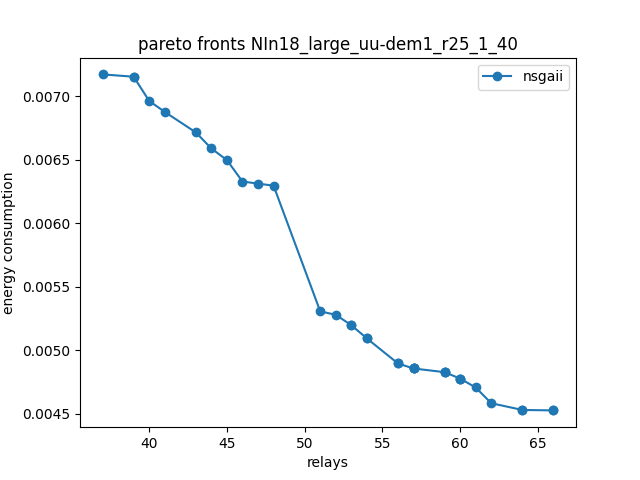 pareto fronts NIn18_large_uu-dem1_r25_1_40
nsgaii
energy consumption
0.0070
0.0065
0.0060
0.0055
0.0050
0.0045
40 45 50 55 60 65
relays